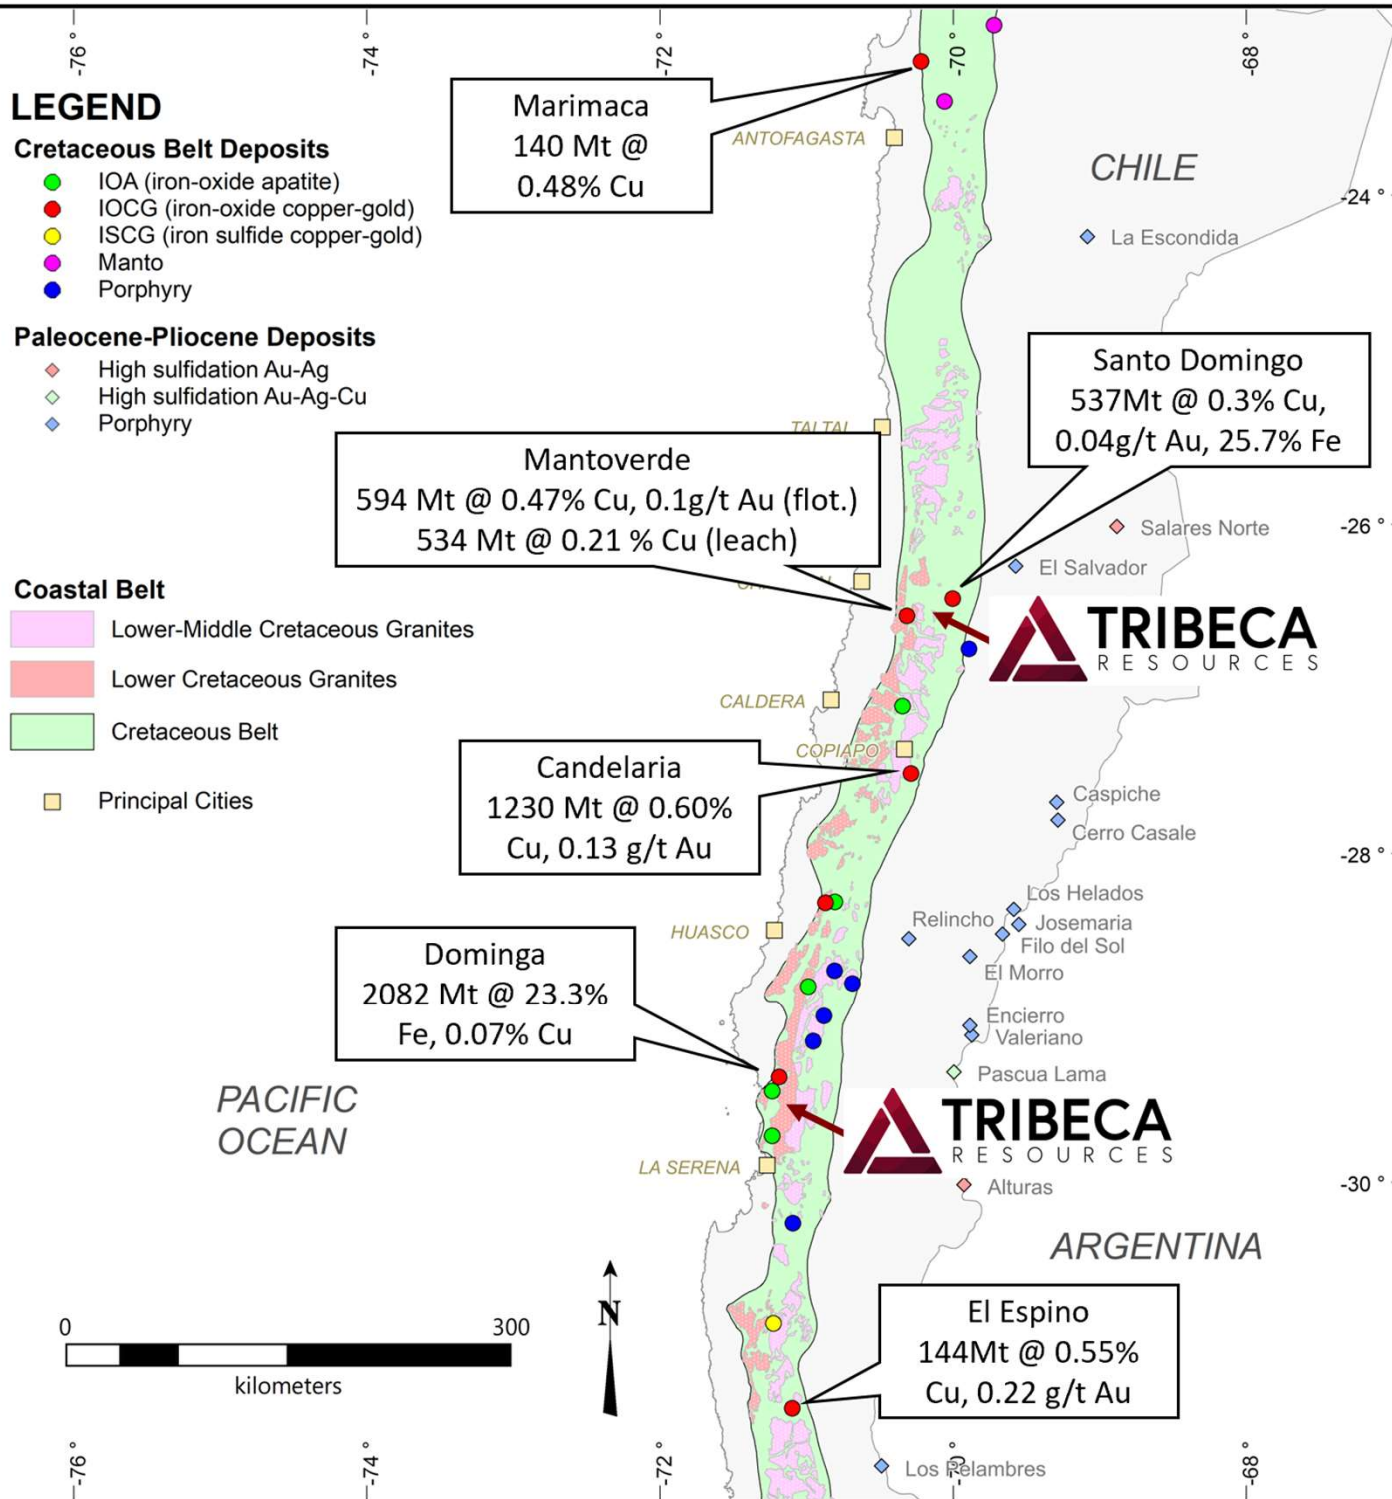 -76 °
-74 °
-72 °
-70 °
-68 °
LEGEND
Cretaceous Belt Deposits
IOA (iron-oxide apatite)
IOCG (iron-oxide copper-gold)
ISCG (iron sulfide copper-gold)
Manto
Porphyry
Paleocene-Pliocene Deposits
High sulfidation Au-Ag
High sulfidation Au-Ag-Cu
Porphyry
Coastal Belt
Lower-Middle Cretaceous Granites
Lower Cretaceous Granites
Cretaceous Belt
Principal Cities
Marimaca
140 Mt @
0.48% Cu
ANTOFAGASTA
CHILE
-24 °
La Escondida
Santo Domingo
537Mt @ 0.3% Cu,
0.04g/t Au, 25.7% Fe
TALTAL
Mantoverde
594 Mt @ 0.47% Cu, 0.1g/t Au (flot.)
534 Mt @ 0.21 % Cu (leach)
-26 °
Salares Norte
El Salvador
TRIBECA
RESOURCES
CALDERA
COPIAPO
Candelaria
1230 Mt @ 0.60%
Cu, 0.13 g/t Au
Caspiche
Cerro Casale
-28 °
Los Helados
Relincho
Josemaria
Filo del Sol
El Morro
HUASCO
Dominga
2082 Mt @ 23.3%
Fe, 0.07% Cu
Encierro
Valeriano
Pascua Lama
PACIFIC
OCEAN
TRIBECA
RESOURCES
LA SERENA
-30 °
Alturas
ARGENTINA
El Espino
144Mt @ 0.55%
Cu, 0.22 g/t Au
N
0 300
kilometers
Los Pelambres
-76 °
-74 °
-72 °
-70 °
-68 °